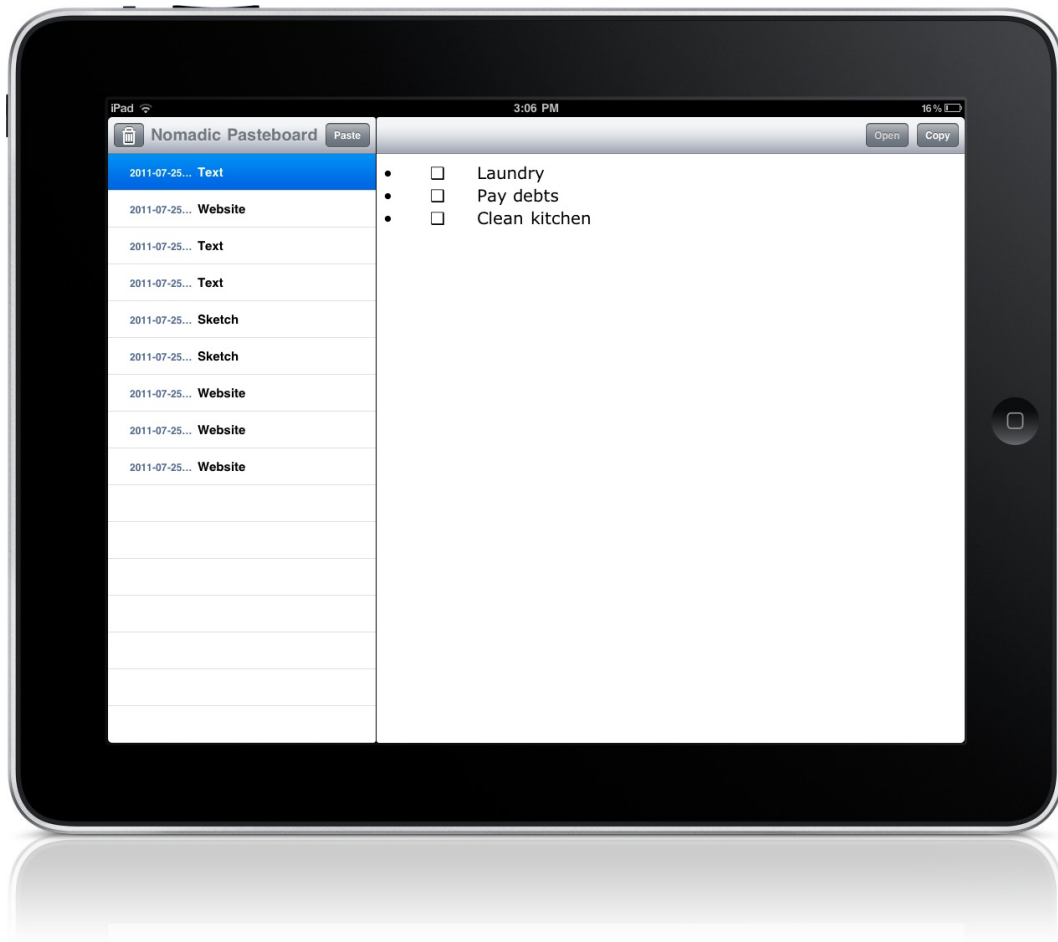 iPad 3:06 PM 16%
Nomadic Pasteboard Paste Open Copy
2011-07-25... Text
2011-07-25... Website
2011-07-25... Text
2011-07-25... Text
2011-07-25... Sketch
2011-07-25... Sketch
2011-07-25... Website
2011-07-25... Website
2011-07-25... Website
• ❏ Laundry
• ❏ Pay debts
• ❏ Clean kitchen